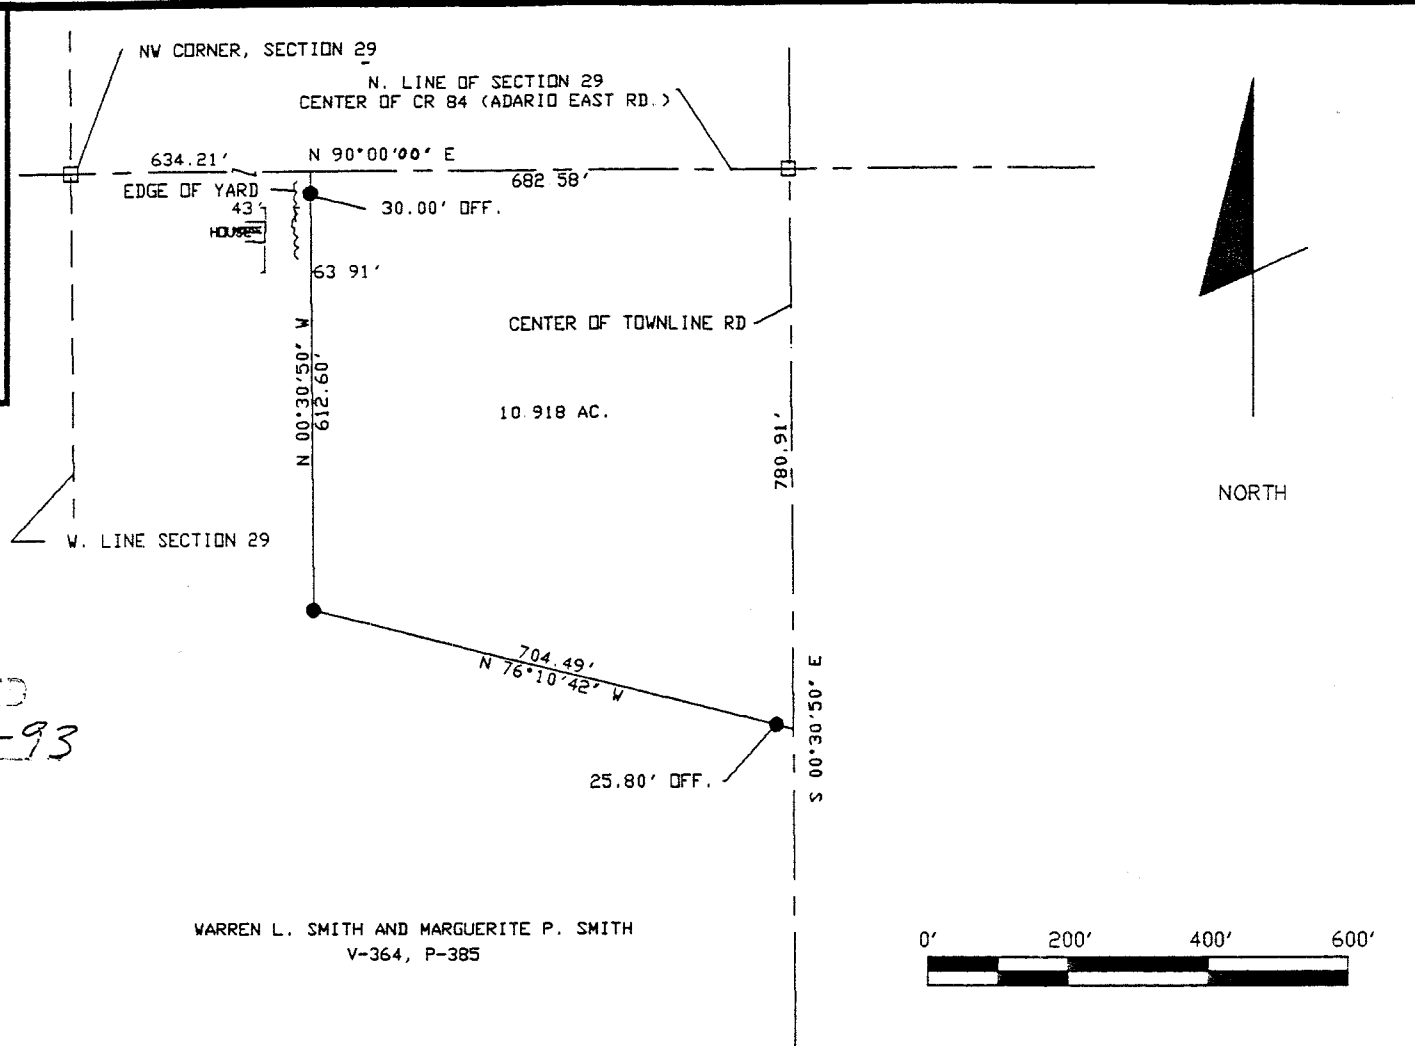 NW CORNER, SECTION 29
N. LINE OF SECTION 29
CENTER OF CR 84 (ADARIO EAST RD.)
634.21'
N 90°00'00" E
682.58'
EDGE OF YARD
43'
30.00' OFF.
HOUSE
63.91'
CENTER OF TOWNLINE RD
N 00°30'50" W
612.60'
10.918 AC.
780.91'
NORTH
W. LINE SECTION 29
704.49'
N 76°10'42" W
S 00°30'50" E
-93
25.80' OFF.
WARREN L. SMITH AND MARGUERITE P. SMITH
V-364, P-385
0' 200' 400' 600'